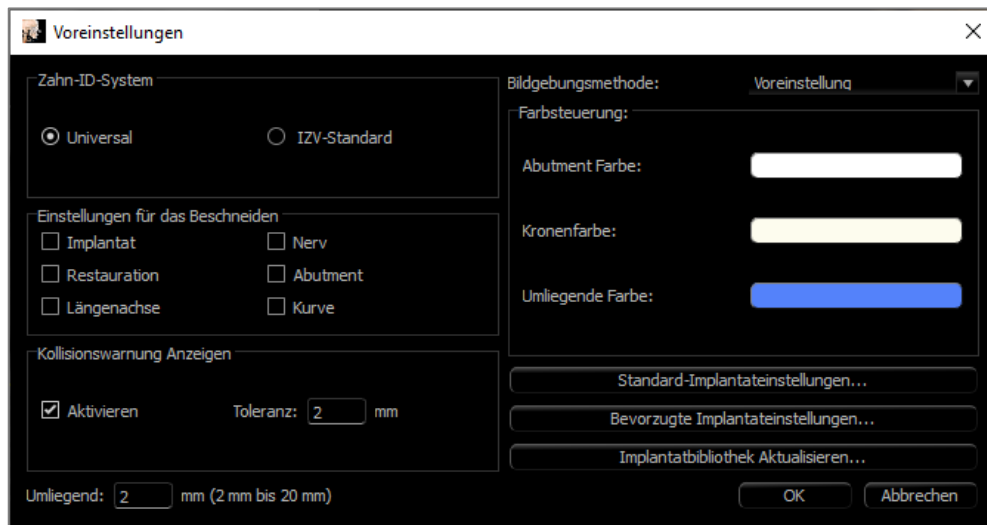 Voreinstellungen
Zahn-ID-System
Universal
IZV-Standard
Einstellungen für das Beschneiden
Implantat
Nerv
Restauration
Abutment
Längenachse
Kurve
Kollisionswarnung Anzeigen
Aktivieren
Toleranz: 2 mm
Umliegend: 2 mm (2 mm bis 20 mm)
Bildgebungsmethode: Voreinstellung
Farbsteuerung:
Abutment Farbe:
Kronenfarbe:
Umliegende Farbe:
Standard-Implantateinstellungen...
Bevorzugte Implantateinstellungen...
Implantatbibliothek Aktualisieren...
OK
Abbrechen